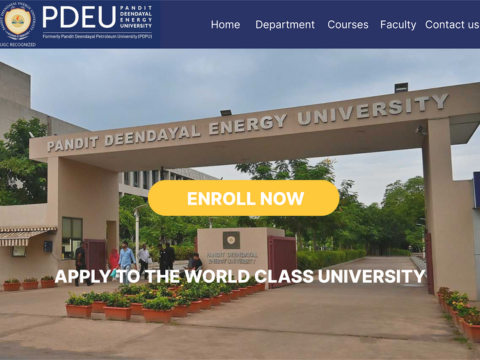 PDEU
PANDIT
DEENDAYAL
ENERGY
UNIVERSITY
Formerly Pandit Deendayal Petroleum University (PDPU)
UGC RECOGNIZED
Home Department Courses Faculty Contact us
PANDIT DEENDAYAL ENERGY UNIVERSITY
ENROLL NOW
PANDIT DEENDAYAL
ENERGY UNIVERSITY
APPLY TO THE WORLD CLASS UNIVERSITY